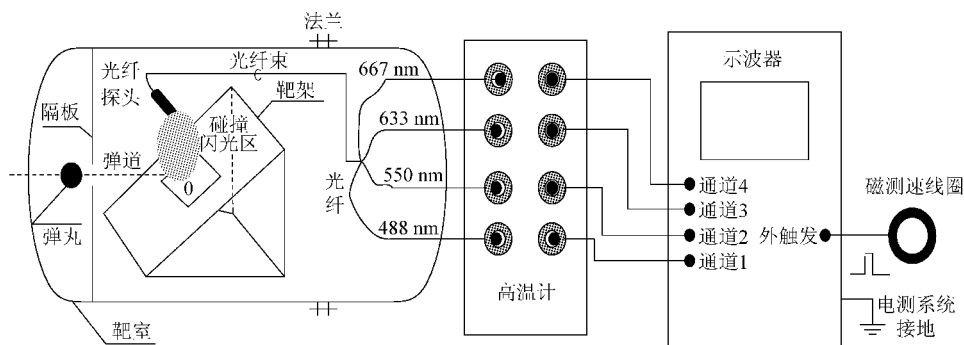 法兰
光纤
探头
光纤束
靶架
隔板
碰撞
闪光区
弹道
0
弹丸
靶室
光
纤
667 nm
633 nm
550 nm
488 nm
高温计
示波器
通道4
通道3
通道2
通道1
外触发
磁测速线圈
电测系统
接地